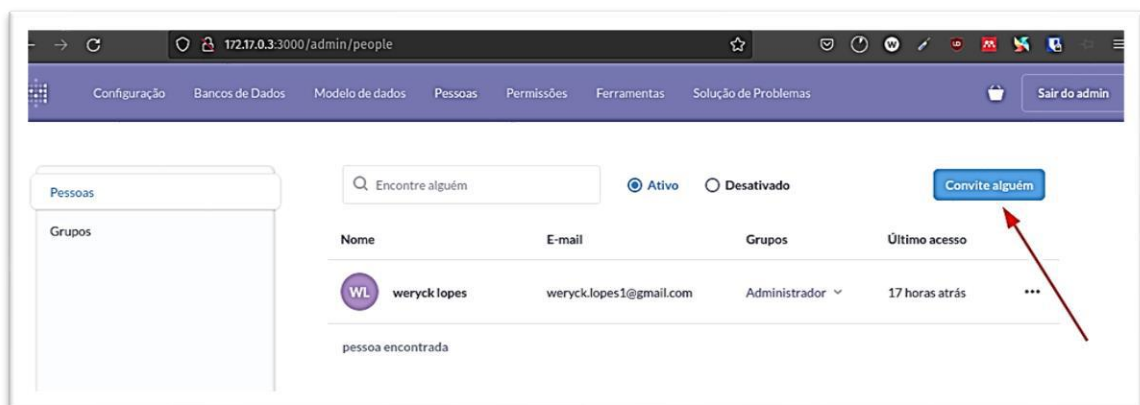 172.17.0.3:3000/admin/people
Configuração Bancos de Dados Modelo de dados Pessoas Permissões Ferramentas Solução de Problemas Sair do admin
Pessoas
Grupos
Encontre alguém Ativo Desativado Convite alguém
Nome E-mail Grupos Último acesso
WL weryck lopes weryck.lopes1@gmail.com Administrador 17 horas atrás
pessoa encontrada